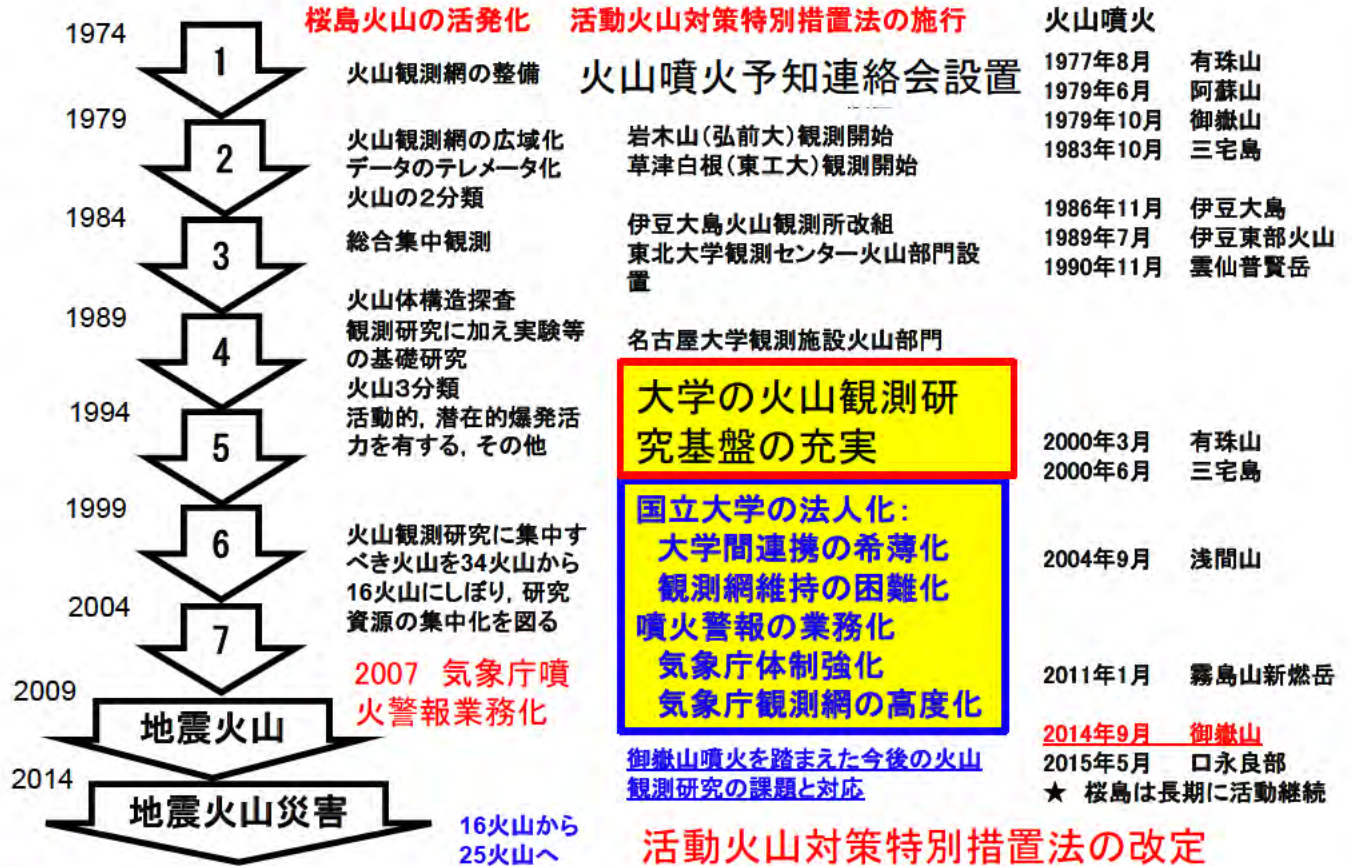 桜島火山の活発化 活動火山対策特別措置法の施行
火山噴火
1974
1
火山観測網の整備
火山噴火予知連絡会設置
1977年8月 有珠山
1979年6月 阿蘇山
1979年10月 御嶽山
1983年10月 三宅島
1979
2
火山観測網の広域化
データのテレメータ化
火山の2分類
岩木山(弘前大)観測開始
草津白根(東工大)観測開始
1984
3
総合集中観測
伊豆大島火山観測所改組
東北大学観測センター火山部門設
置
1986年11月 伊豆大島
1989年7月 伊豆東部火山
1990年11月 雲仙普賢岳
1989
4
火山体構造探査
観測研究に加え実験等
の基礎研究
火山3分類
活動的, 潜在的爆発活
力を有する, その他
名古屋大学観測施設火山部門
大学の火山観測研
究基盤の充実
1994
5
2000年3月 有珠山
2000年6月 三宅島
1999
6
火山観測研究に集中す
べき火山を34火山から
16火山にしぼり, 研究
資源の集中化を図る
国立大学の法人化:
大学間連携の希薄化
観測網維持の困難化
噴火警報の業務化
気象庁体制強化
気象庁観測網の高度化
2004年9月 浅間山
2004
7
2007 気象庁噴
火警報業務化
2011年1月 霧島山新燃岳
2009
地震火山
御嶽山噴火を踏まえた今後の火山
観測研究の課題と対応
2014年9月 御嶽山
2015年5月 口永良部
★ 桜島は長期に活動継続
2014
地震火山災害
16火山から
25火山へ
活動火山対策特別措置法の改定